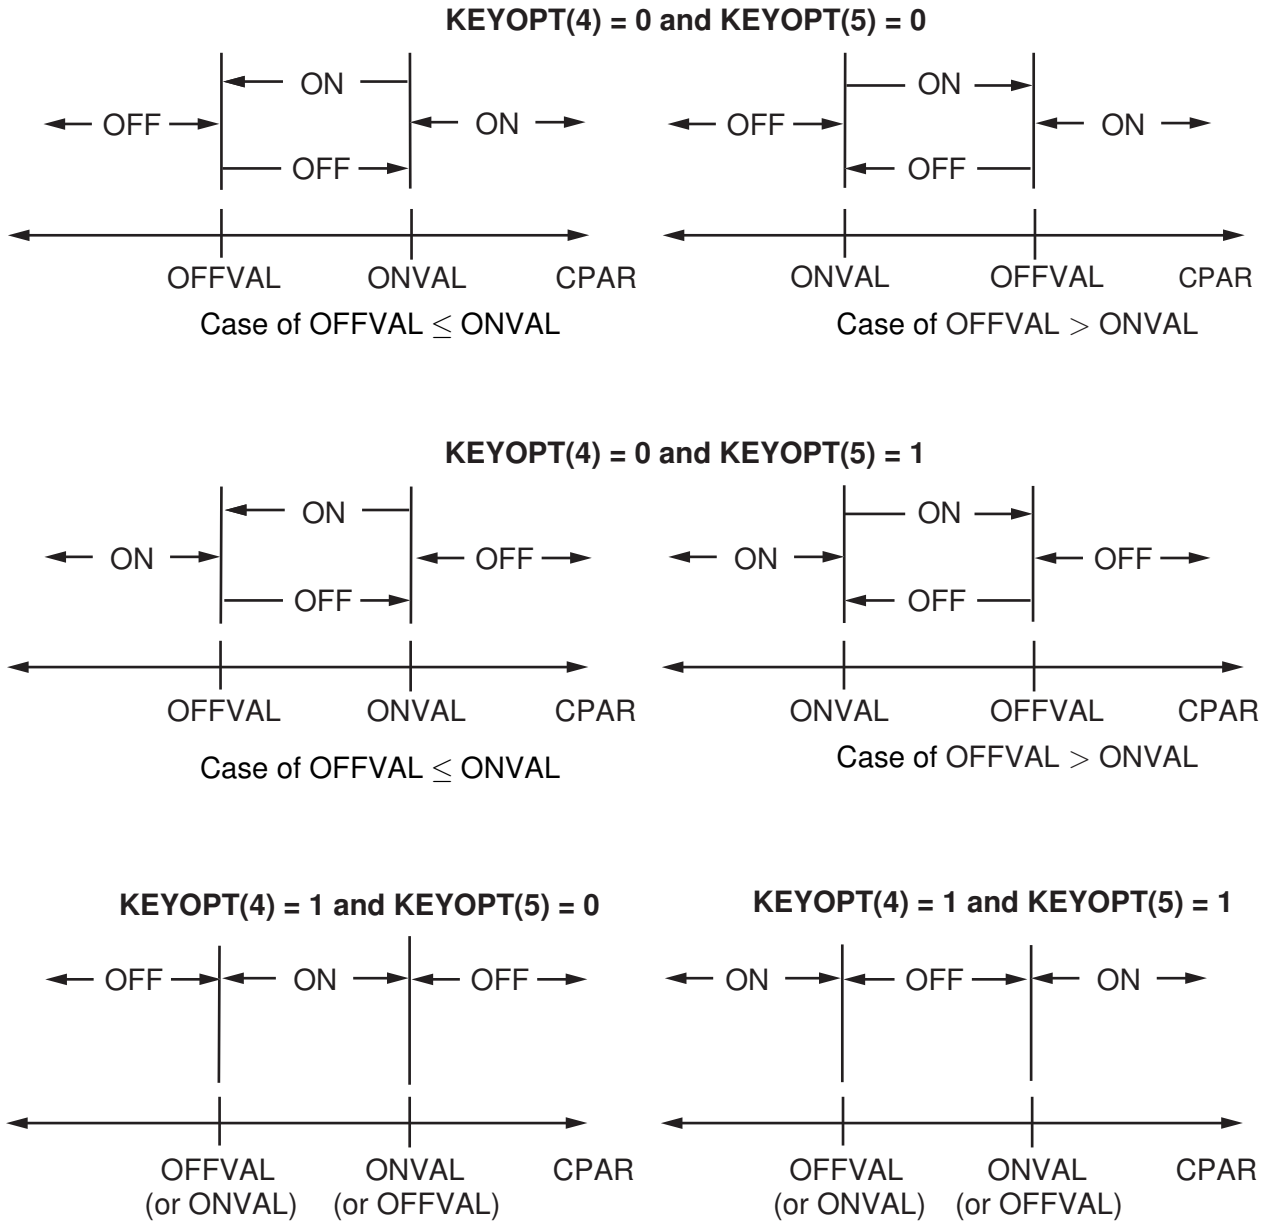 KEYOPT(4) = 0 and KEYOPT(5) = 0
ON ON
OFF ON OFF ON
OFF OFF
OFFVAL ONVAL CPAR ONVAL OFFVAL CPAR
Case of OFFVAL ≤ ONVAL Case of OFFVAL > ONVAL
KEYOPT(4) = 0 and KEYOPT(5) = 1
ON ON
ON OFF ON OFF
OFF OFF
OFFVAL ONVAL CPAR ONVAL OFFVAL CPAR
Case of OFFVAL ≤ ONVAL Case of OFFVAL > ONVAL
KEYOPT(4) = 1 and KEYOPT(5) = 0 KEYOPT(4) = 1 and KEYOPT(5) = 1
OFF ON OFF ON OFF ON
OFFVAL ONVAL CPAR OFFVAL ONVAL CPAR
(or ONVAL) (or OFFVAL) (or ONVAL) (or OFFVAL)